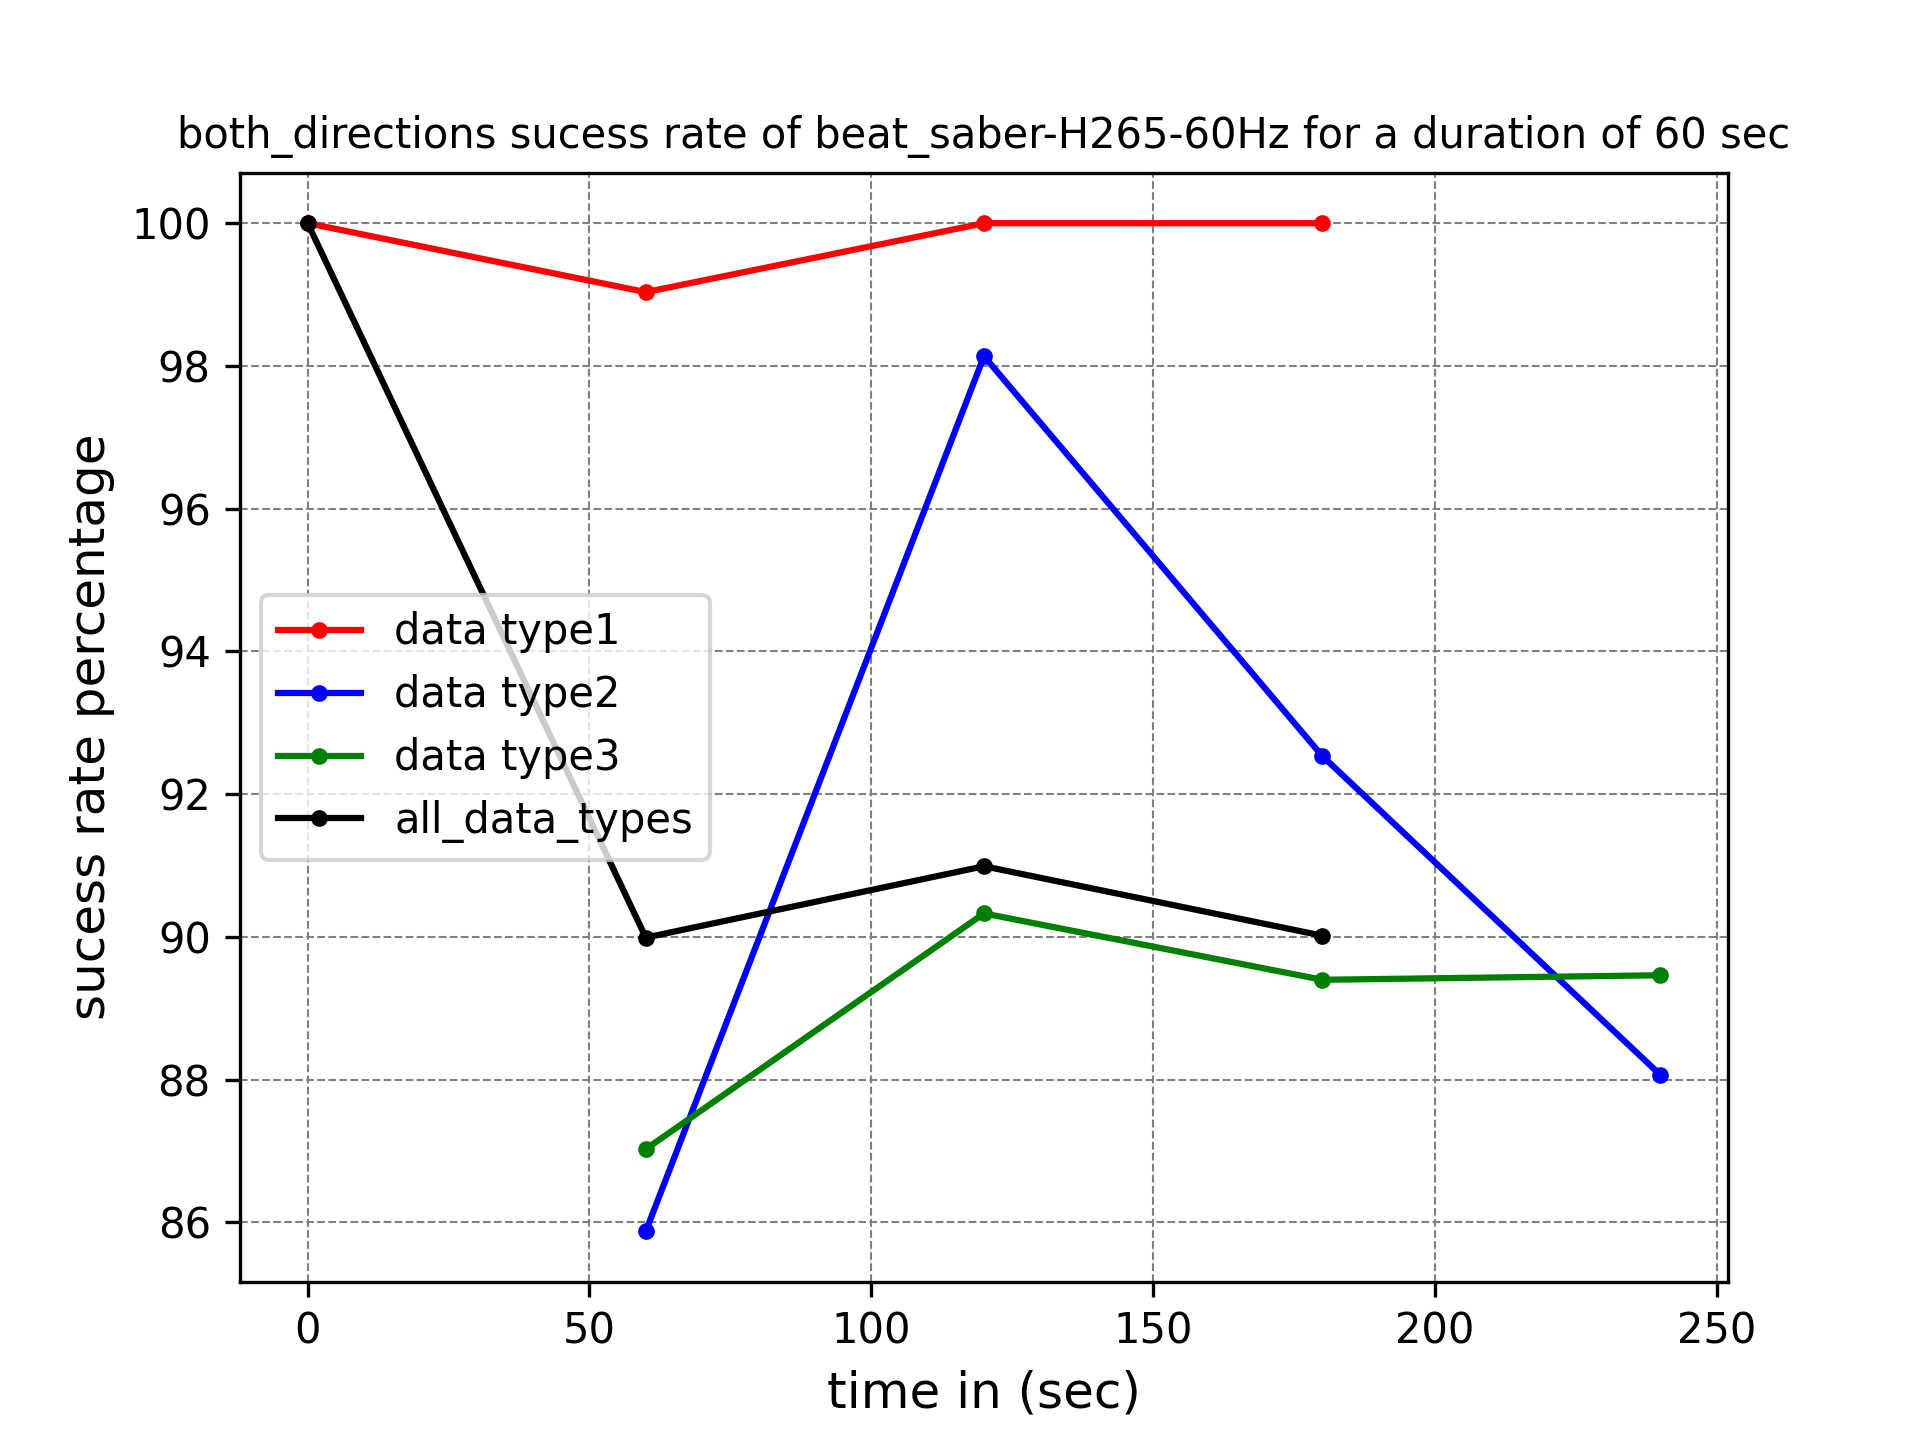 both_directions sucess rate of beat_saber-H265-60Hz for a duration of 60 sec
sucess rate percentage
100
98
96
94
92
90
88
86
data type1
data type2
data type3
all_data_types
0 50 100 150 200 250
time in (sec)